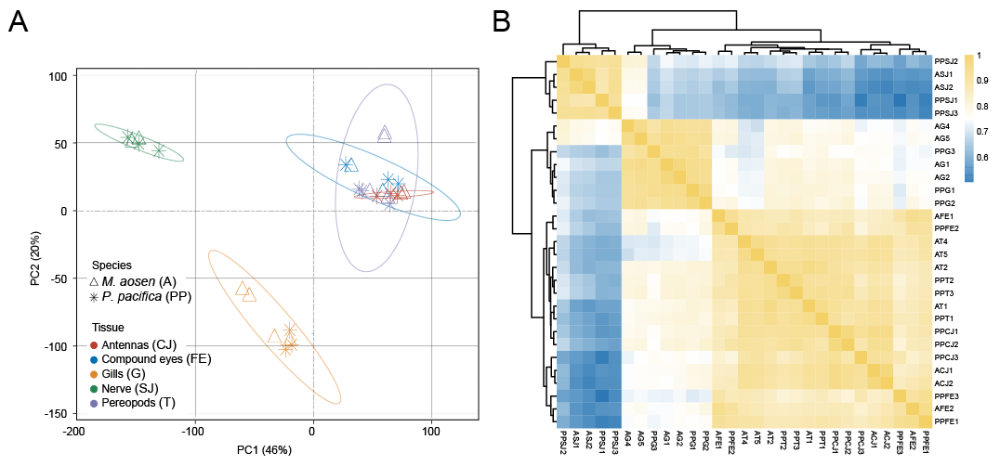 A
B
100
50
0
-50
-100
-150
-200
-100
0
100
PC2 (20%)
PC1 (46%)
Species
M. aosen (A)
P. pacifica (PP)
Tissue
Antennas (CJ)
Compound eyes (FE)
Gills (G)
Nerve (SJ)
Pereopods (T)
PPSJ2
ASJ1
ASJ2
PPSJ1
PPSJ3
AG4
AG5
PPG3
AG1
AG2
PPG1
PPG2
AFE1
PPFE2
AT4
AT5
AT2
PPT2
PPT3
AT1
PPT1
PPCJ1
PPCJ2
PPCJ3
ACJ1
ACJ2
PPFE3
AFE2
PPFE1
1
0.9
0.8
0.7
0.6
PPSJ2
ASJ1
ASJ2
PPSJ1
PPSJ3
AG4
AG5
PPG3
AG1
AG2
PPG1
PPG2
AFE1
PPFE2
AT4
AT5
AT2
PPT2
PPT3
AT1
PPT1
PPCJ1
PPCJ2
PPCJ3
ACJ1
ACJ2
PPFE3
AFE2
PPFE1